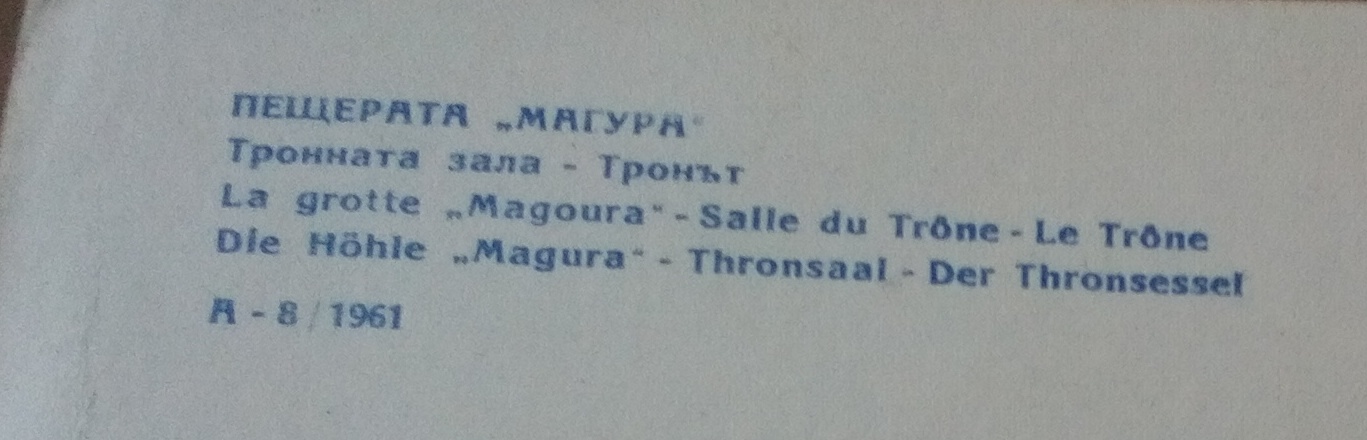 ПЕЩЕРАТА „МАГУРА“
Тронната зала - Тронът
La grotte „Magoura“ - Salle du Trône - Le Trône
Die Höhle „Magura“ - Thronsaal - Der Thronsessel
А - 8 / 1961